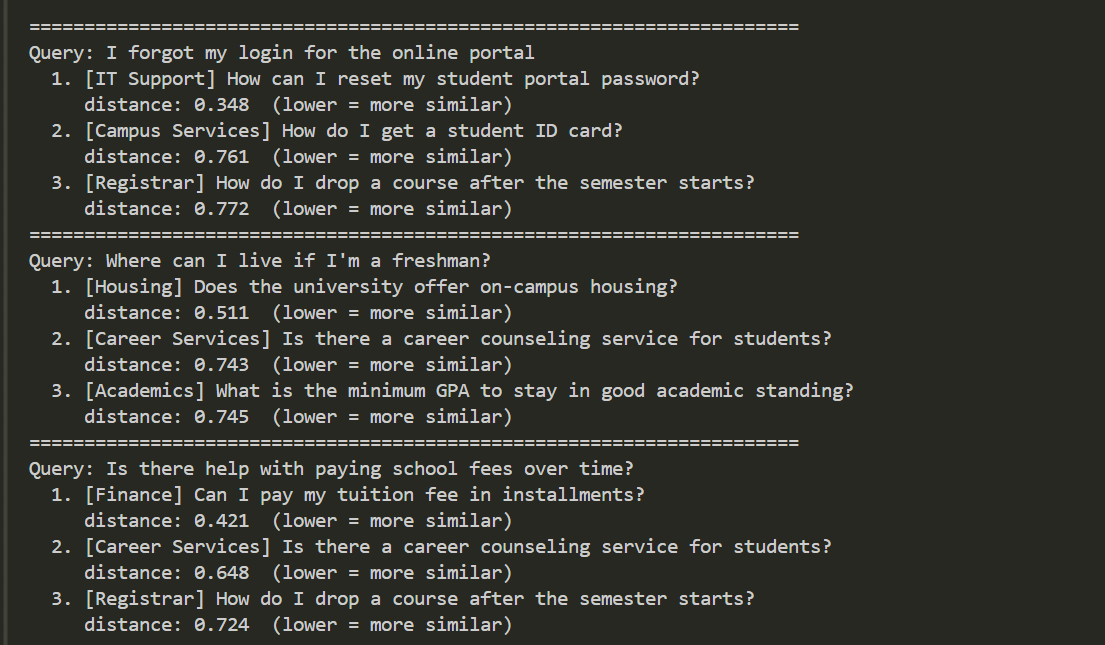 ======================================================================
Query: I forgot my login for the online portal
  1. [IT Support] How can I reset my student portal password?
     distance: 0.348  (lower = more similar)
  2. [Campus Services] How do I get a student ID card?
     distance: 0.761  (lower = more similar)
  3. [Registrar] How do I drop a course after the semester starts?
     distance: 0.772  (lower = more similar)
======================================================================
Query: Where can I live if I'm a freshman?
  1. [Housing] Does the university offer on-campus housing?
     distance: 0.511  (lower = more similar)
  2. [Career Services] Is there a career counseling service for students?
     distance: 0.743  (lower = more similar)
  3. [Academics] What is the minimum GPA to stay in good academic standing?
     distance: 0.745  (lower = more similar)
======================================================================
Query: Is there help with paying school fees over time?
  1. [Finance] Can I pay my tuition fee in installments?
     distance: 0.421  (lower = more similar)
  2. [Career Services] Is there a career counseling service for students?
     distance: 0.648  (lower = more similar)
  3. [Registrar] How do I drop a course after the semester starts?
     distance: 0.724  (lower = more similar)